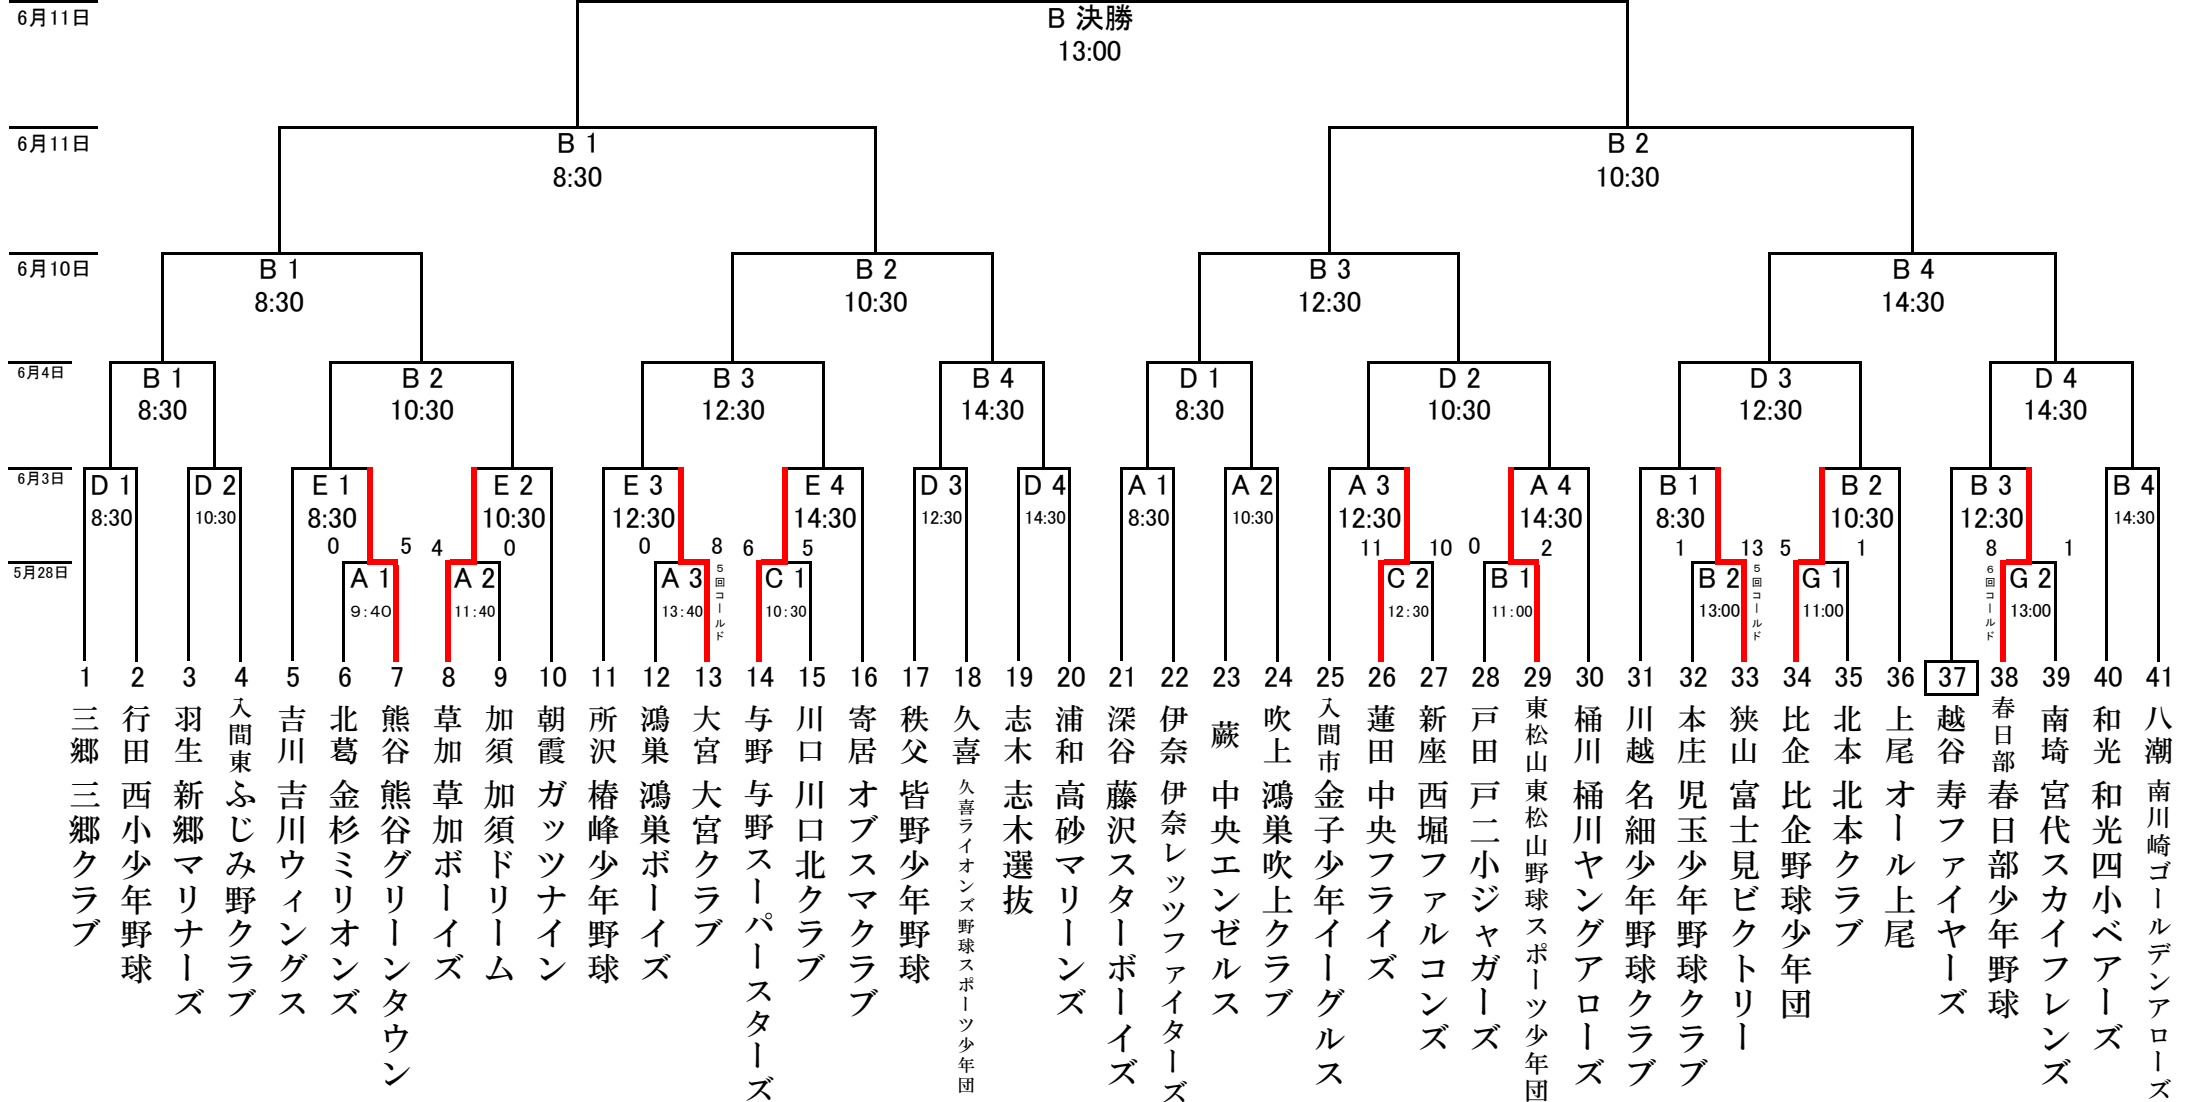 6月11日
B 決勝
13:00
6月11日
B 1
8:30
B 2
10:30
6月10日
B 1
8:30
B 2
10:30
B 3
12:30
B 4
14:30
6月4日
B 1
8:30
B 2
10:30
B 3
12:30
B 4
14:30
D 1
8:30
D 2
10:30
D 3
12:30
D 4
14:30
6月3日
D 1
8:30
D 2
10:30
E 1
8:30
E 2
10:30
E 3
12:30
E 4
14:30
D 3
12:30
D 4
14:30
A 1
8:30
A 2
10:30
A 3
12:30
A 4
14:30
B 1
8:30
B 2
10:30
B 3
12:30
B 4
14:30
5月28日
0 5
A 1
9:40
4 0
A 2
11:40
0 8
A 3
13:40
5回コールド
6 5
C 1
10:30
11 10
C 2
12:30
0 2
B 1
11:00
1 13
B 2
13:00
5回コールド
5 1
G 1
11:00
8 1
G 2
13:00
6回コールド
1 三郷 三郷クラブ
2 行田 西小少年野球
3 羽生 新郷マリナーズ
4 入間東 ふじみ野クラブ
5 吉川 吉川ウィングス
6 北葛 金杉ミリオンズ
7 熊谷 熊谷グリーンタウン
8 草加 草加ボーイズ
9 加須 加須ドリーム
10 朝霞 ガッツナイン
11 所沢 椿峰少年野球
12 鴻巣 鴻巣ボーイズ
13 大宮 大宮クラブ
14 与野 与野スーパースターズ
15 川口 川口北クラブ
16 寄居 オブスマクラブ
17 秩父 皆野少年野球
18 久喜 久喜ライオンズ野球スポーツ少年団
19 志木 志木選抜
20 浦和 高砂マリーンズ
21 深谷 藤沢スターボーイズ
22 伊奈 伊奈レッツファイターズ
23 蕨 中央エンゼルス
24 吹上 鴻巣吹上クラブ
25 入間市 金子少年イーグルス
26 蓮田 中央フライズ
27 新座 西堀ファルコンズ
28 戸田 戸二小ジャガーズ
29 東松山 東松山野球スポーツ少年団
30 桶川 桶川ヤングアローズ
31 川越 名細少年野球クラブ
32 本庄 児玉少年野球クラブ
33 狭山 富士見ビクトリー
34 比企 比企野球少年団
35 北本 北本クラブ
36 上尾 オール上尾
37 越谷 寿ファイヤーズ
38 春日部 春日部少年野球
39 南埼 宮代スカイフレンズ
40 和光 和光四小ベアーズ
41 八潮 南川崎ゴールデンアローズ